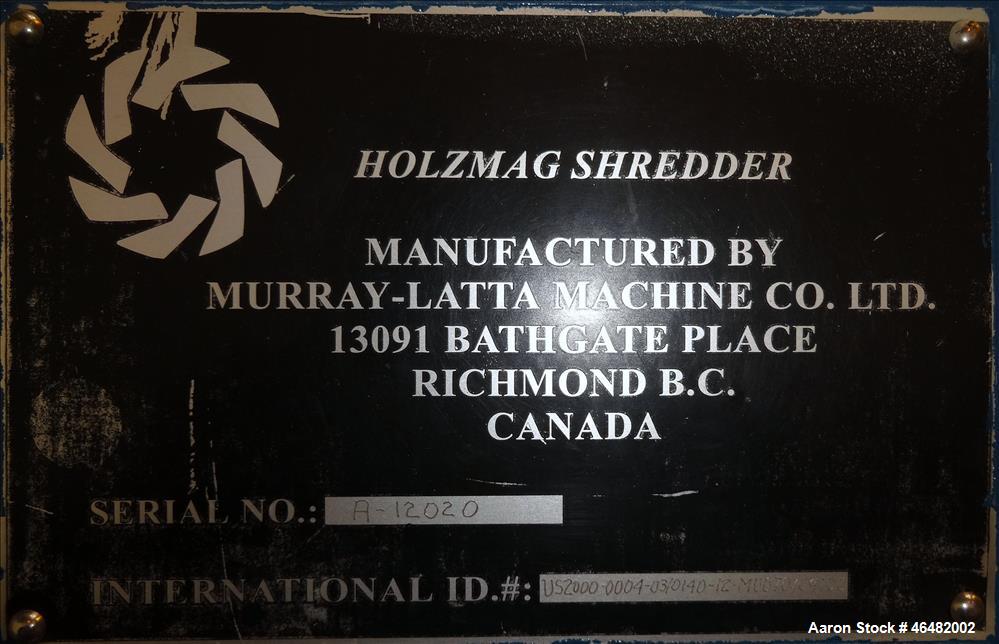 HOLZMAG SHREDDER
MANUFACTURED BY
MURRAY-LATTA MACHINE CO. LTD.
13091 BATHGATE PLACE
RICHMOND B.C.
CANADA
SERIAL NO.: A-12020
INTERNATIONAL ID.#:
Aaron Stock # 46482002